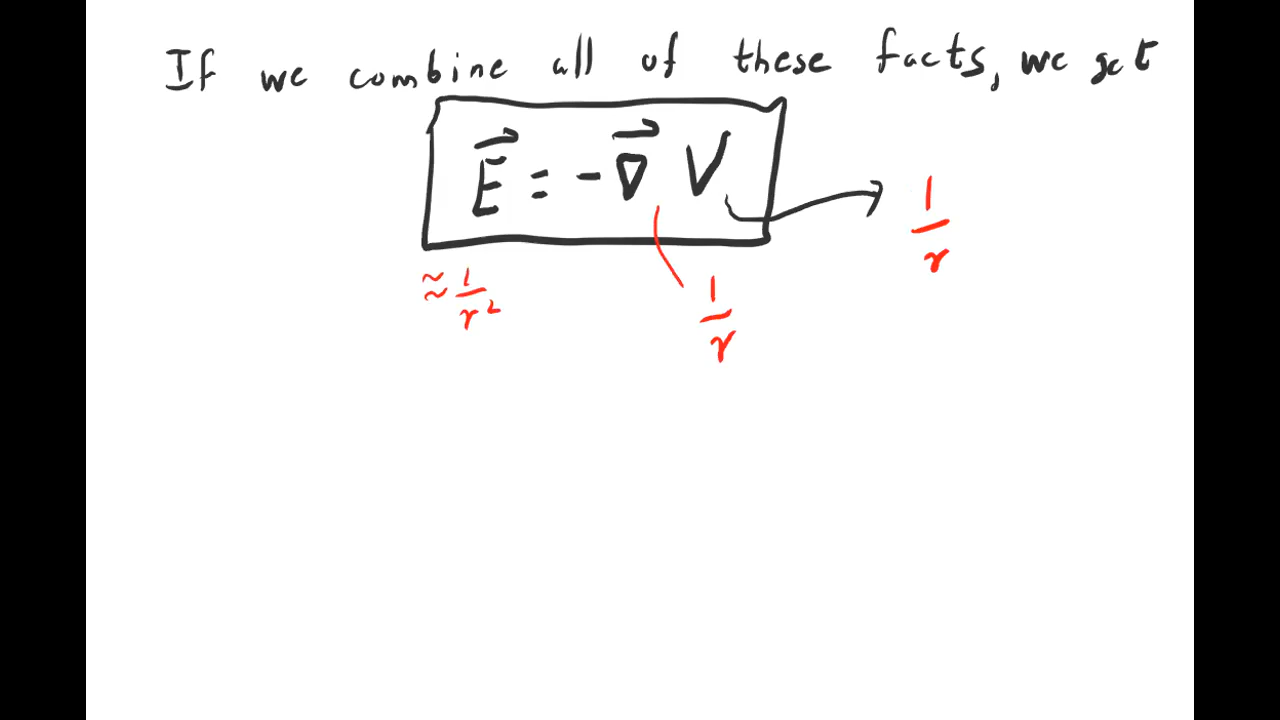 If we combine all of these facts, we get
E⃗ = -∇⃗ V
1/r
≈ 1/r²
1/r